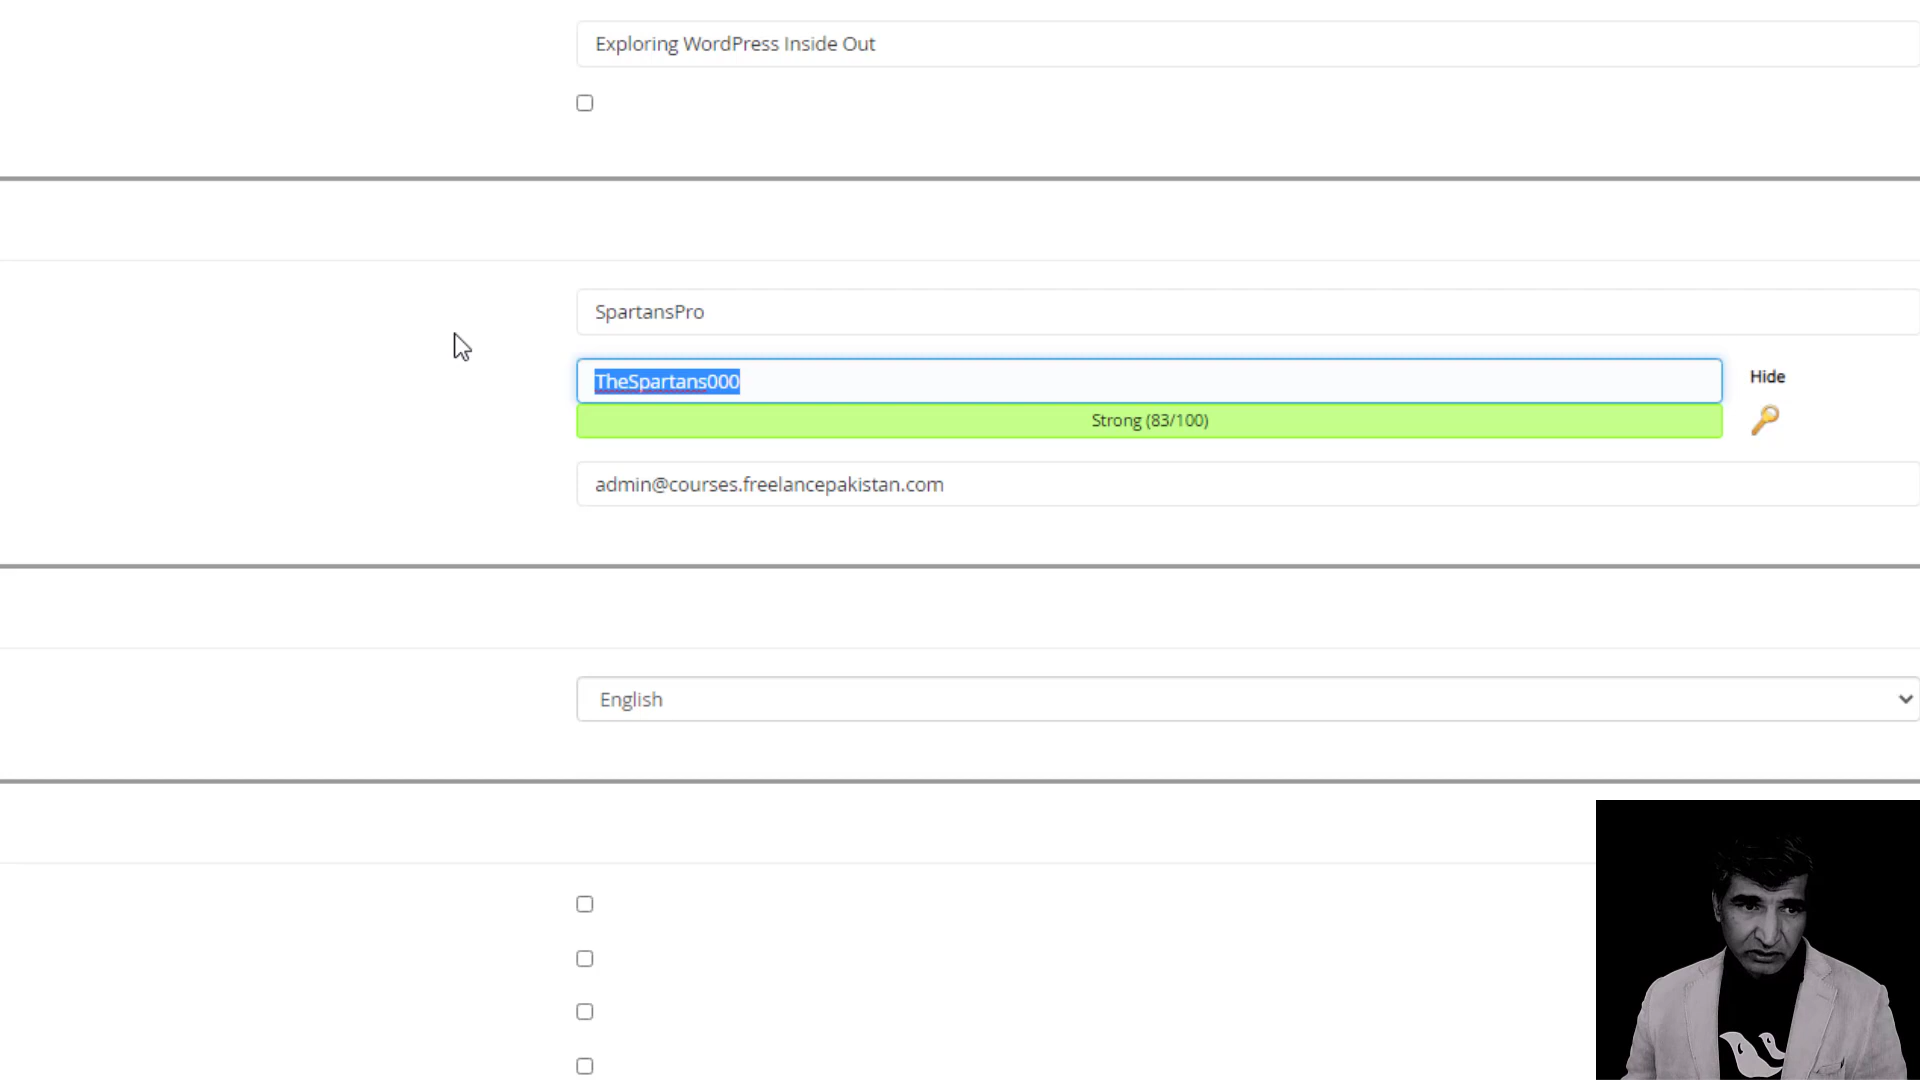 Exploring WordPress Inside Out
SpartansPro
TheSpartans000
Hide
Strong (83/100)
admin@courses.freelancepakistan.com
English